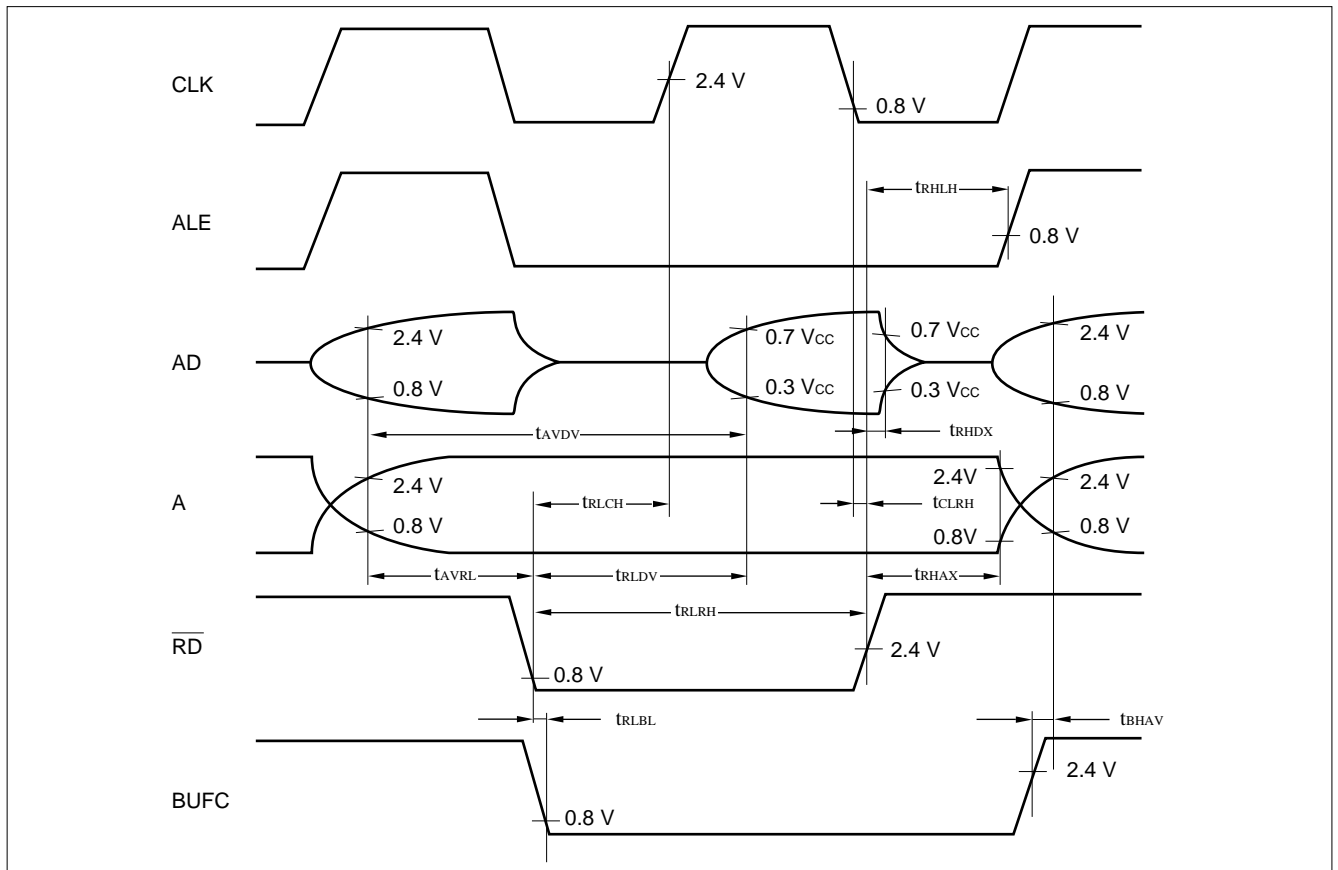 CLK
2.4 V
0.8 V
tRHLH
ALE
0.8 V
2.4 V
0.7 VCC
0.7 VCC
2.4 V
AD
0.8 V
0.3 VCC
0.3 VCC
0.8 V
tAVDV
tRHDX
2.4 V
2.4V
2.4 V
A
tRLCH
tCLRH
0.8 V
0.8V
0.8 V
tAVRL
tRLDV
tRHAX
tRLRH
RD
2.4 V
0.8 V
tRLBL
tBHAV
2.4 V
BUFC
0.8 V